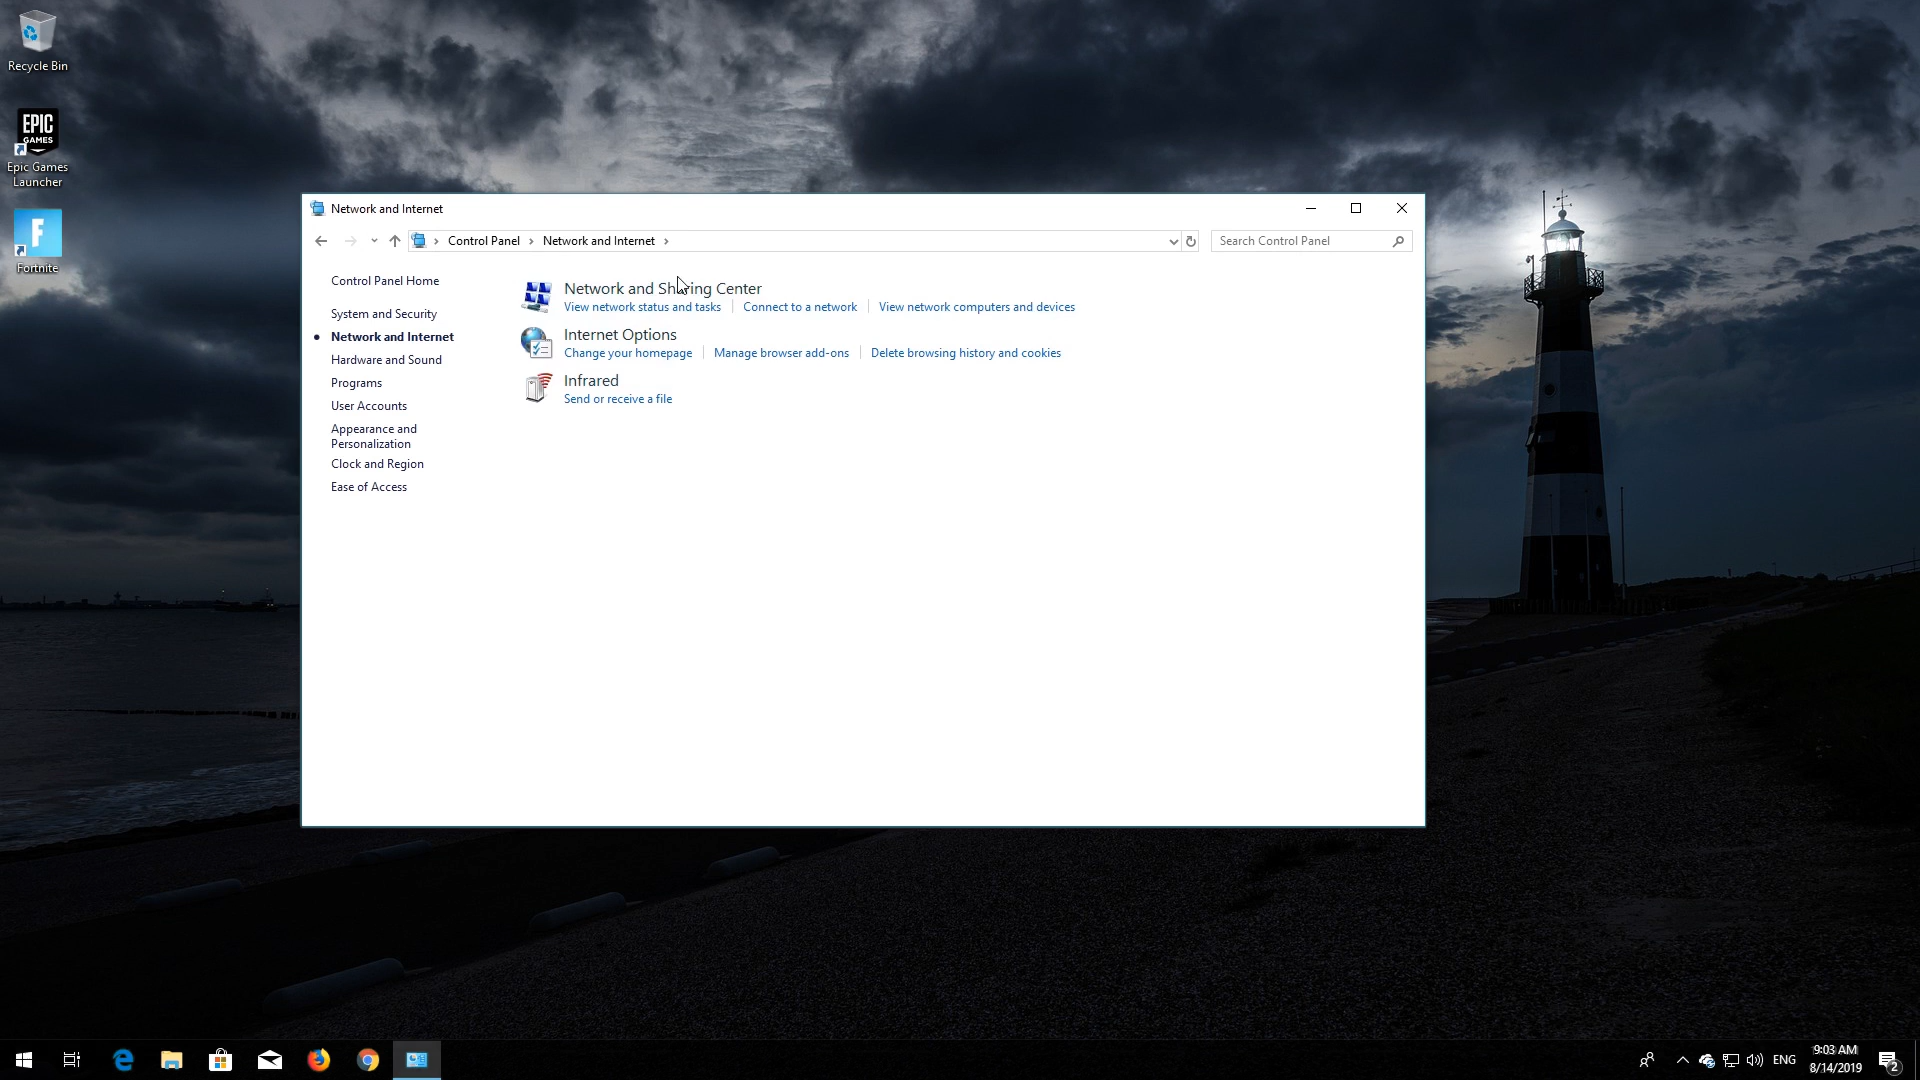 Recycle Bin
EPIC
GAMES
Epic Games
Launcher
F
Fortnite
Network and Internet
Control Panel
Network and Internet
Search Control Panel
Control Panel Home
System and Security
Network and Internet
Hardware and Sound
Programs
User Accounts
Appearance and
Personalization
Clock and Region
Ease of Access
Network and Sharing Center
View network status and tasks
Connect to a network
View network computers and devices
Internet Options
Change your homepage
Manage browser add-ons
Delete browsing history and cookies
Infrared
Send or receive a file
ENG
9:03 AM
8/14/2019
2